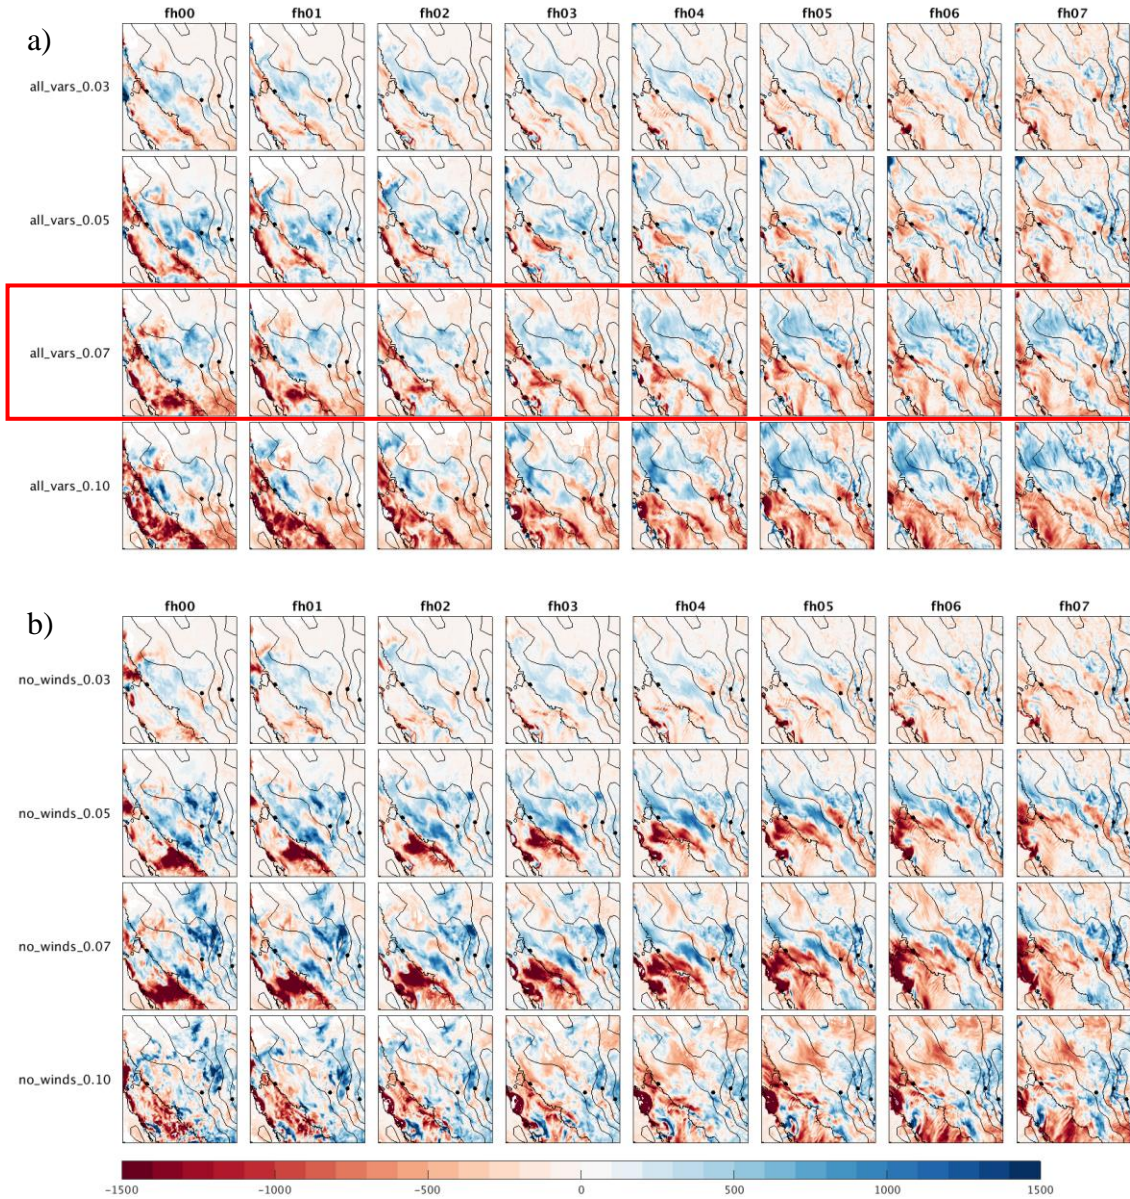 a)
fh00 fh01 fh02 fh03 fh04 fh05 fh06 fh07
all_vars_0.03
all_vars_0.05
all_vars_0.07
all_vars_0.10
b)
fh00 fh01 fh02 fh03 fh04 fh05 fh06 fh07
no_winds_0.03
no_winds_0.05
no_winds_0.07
no_winds_0.10
-1500 -1000 -500 0 500 1000 1500